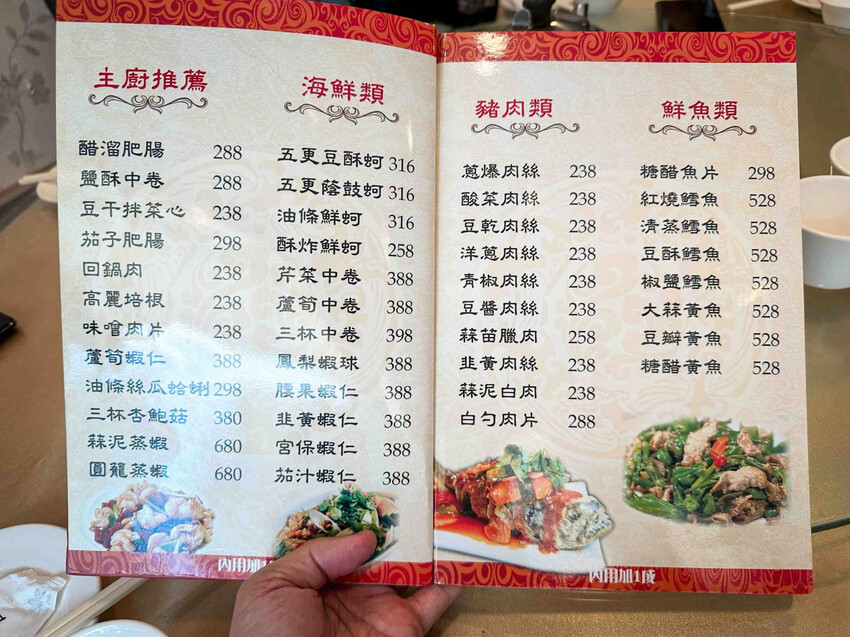 主廚推薦
醋溜肥腸 288
鹽酥中卷 288
豆干拌菜心 238
茄子肥腸 298
回鍋肉 238
高麗培根 238
味噌肉片 238
蘆筍蝦仁 388
油條絲瓜蛤蜊 298
三杯杏鮑菇 380
蒜泥蒸蝦 680
圓籠蒸蝦 680
海鮮類
五更豆酥蚵 316
五更蔭鼓蚵 316
油條鮮蚵 316
酥炸鮮蚵 258
芹菜中卷 388
蘆筍中卷 388
三杯中卷 398
鳳梨蝦球 388
腰果蝦仁 388
韭黃蝦仁 388
宮保蝦仁 388
茄汁蝦仁 388
內用加1
豬肉類
蔥爆肉絲 238
酸菜肉絲 238
豆乾肉絲 238
洋蔥肉絲 238
青椒肉絲 238
豆醬肉絲 238
蒜苗臘肉 258
韭黃肉絲 238
蒜泥白肉 238
白勺肉片 288
鮮魚類
糖醋魚片 298
紅燒鱈魚 528
清蒸鱈魚 528
豆酥鱈魚 528
椒鹽鱈魚 528
大蒜黃魚 528
豆瓣黃魚 528
糖醋黃魚 528
內用加1成